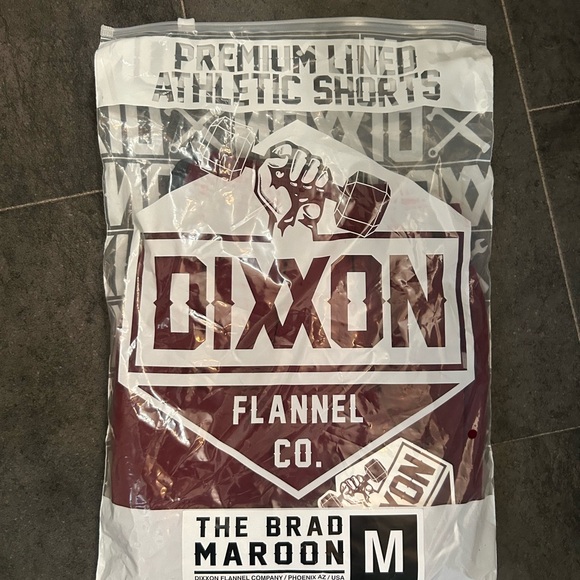 PREMIUM LINED
ATHLETIC SHORTS
DIXXON
FLANNEL
CO.
THE BRAD
MAROON
M
DIXXON FLANNEL COMPANY / PHOENIX AZ / USA